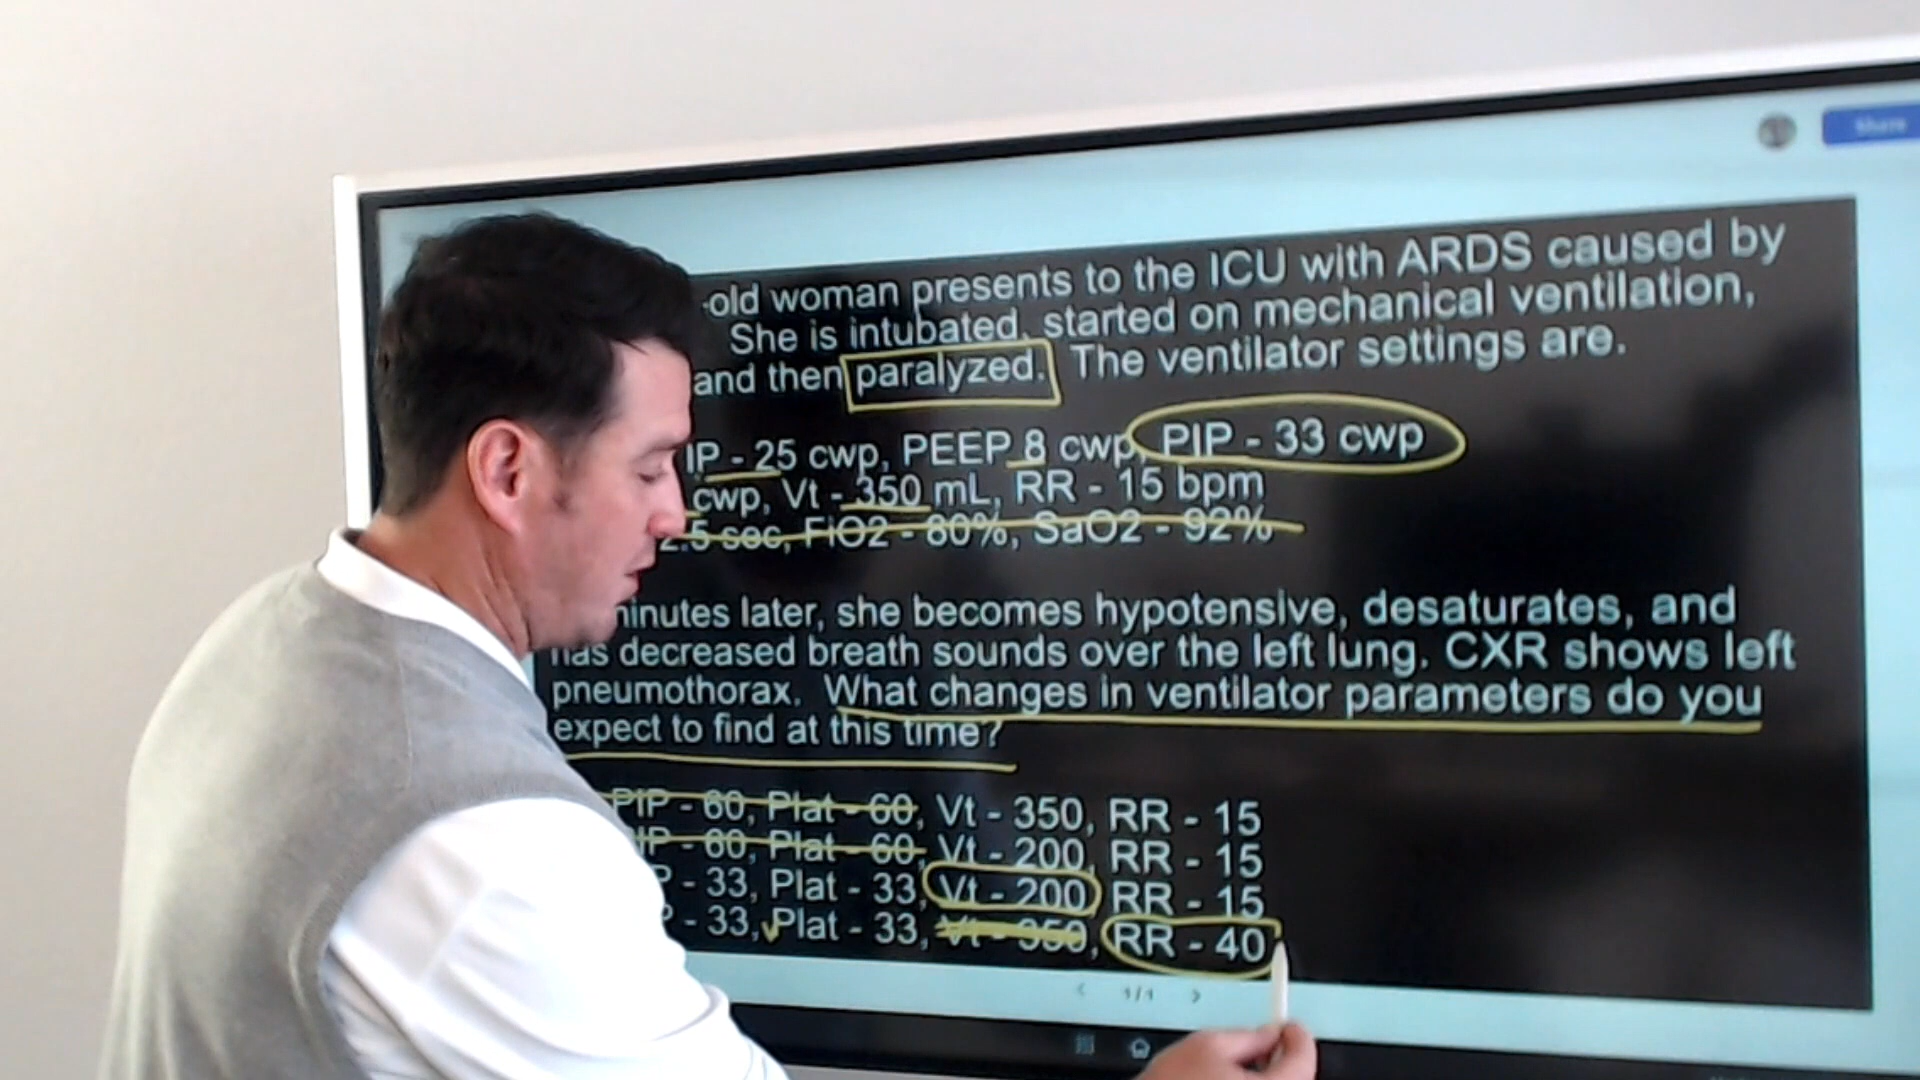 Share
-old woman presents to the ICU with ARDS caused by
She is intubated, started on mechanical ventilation,
and then paralyzed. The ventilator settings are.
IP - 25 cwp, PEEP 8 cwp, PIP - 33 cwp
cwp, Vt - 350 mL, RR - 15 bpm
2.5 sec, FiO2 - 80%, SaO2 - 92%
minutes later, she becomes hypotensive, desaturates, and
has decreased breath sounds over the left lung. CXR shows left
pneumothorax. What changes in ventilator parameters do you
expect to find at this time?
PIP - 60, Plat - 60, Vt - 350, RR - 15
IP - 60, Plat - 60, Vt - 200, RR - 15
P - 33, Plat - 33, Vt - 200, RR - 15
P - 33, Plat - 33, Vt - 350, RR - 40
1/1